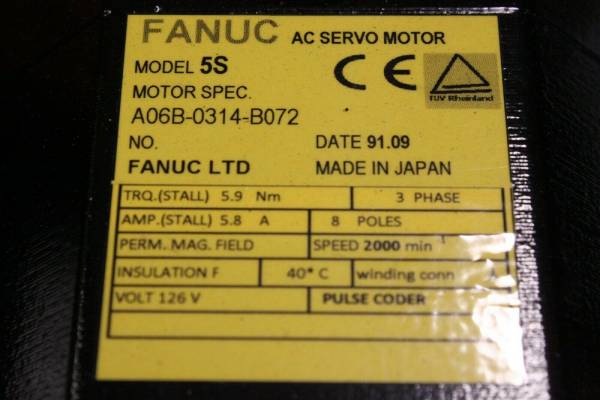 FANUC AC SERVO MOTOR
MODEL 5S
MOTOR SPEC.
A06B-0314-B072
NO. DATE 91.09
FANUC LTD MADE IN JAPAN
TÜV Rheinland
CE
TRQ.(STALL) 5.9 Nm 3 PHASE
AMP.(STALL) 5.8 A 8 POLES
PERM. MAG. FIELD SPEED 2000 min
INSULATION F 40° C winding conn
VOLT 126 V PULSE CODER